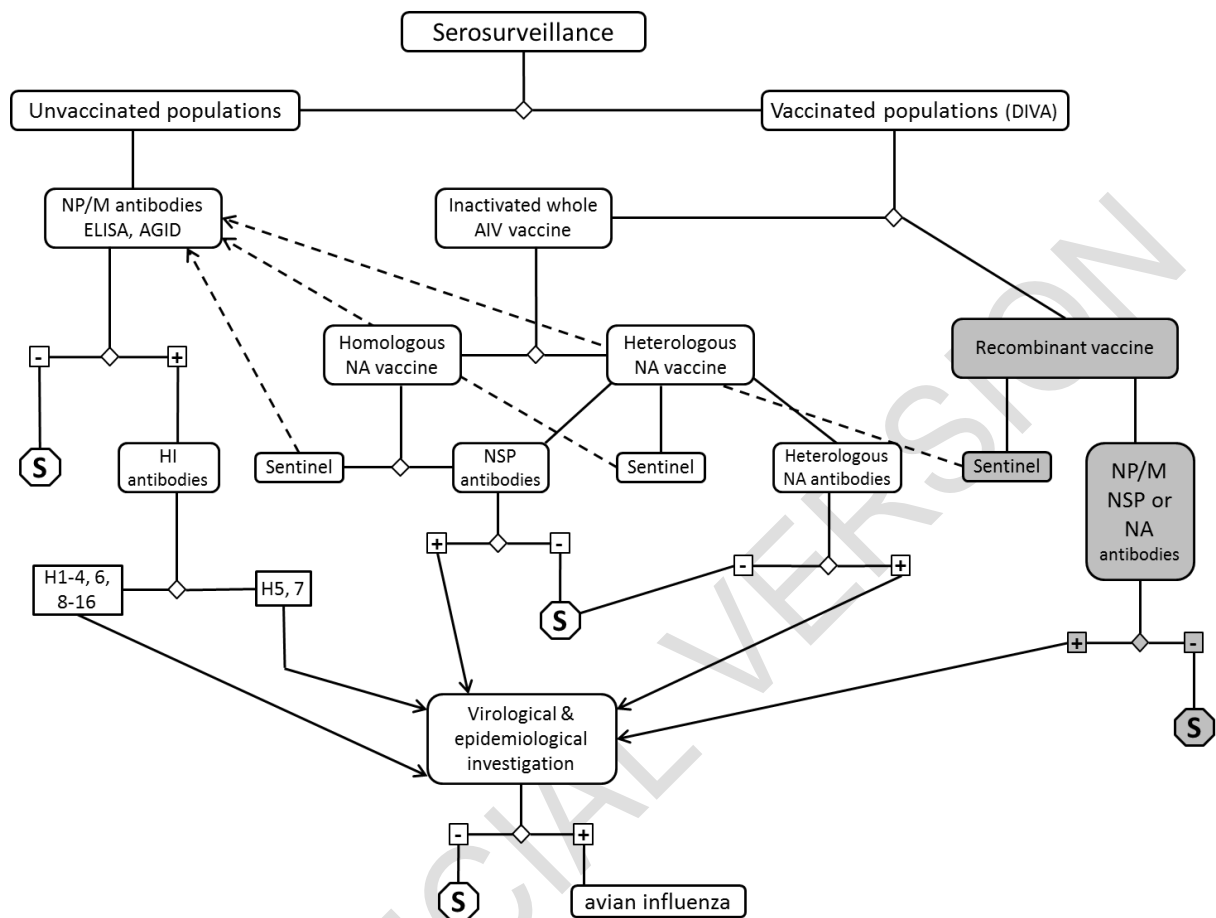 Serosurveillance
Unvaccinated populations
Vaccinated populations (DIVA)
NP/M antibodies
ELISA, AGID
Inactivated whole
AIV vaccine
Homologous
NA vaccine
Heterologous
NA vaccine
Recombinant vaccine
-
+
S
HI
antibodies
Sentinel
NSP
antibodies
Sentinel
Heterologous
NA antibodies
Sentinel
NP/M
NSP or
NA
antibodies
+
-
-
+
H1-4, 6,
8-16
H5, 7
S
+
-
S
Virological &
epidemiological
investigation
-
+
S
avian influenza
CIAL VERSION